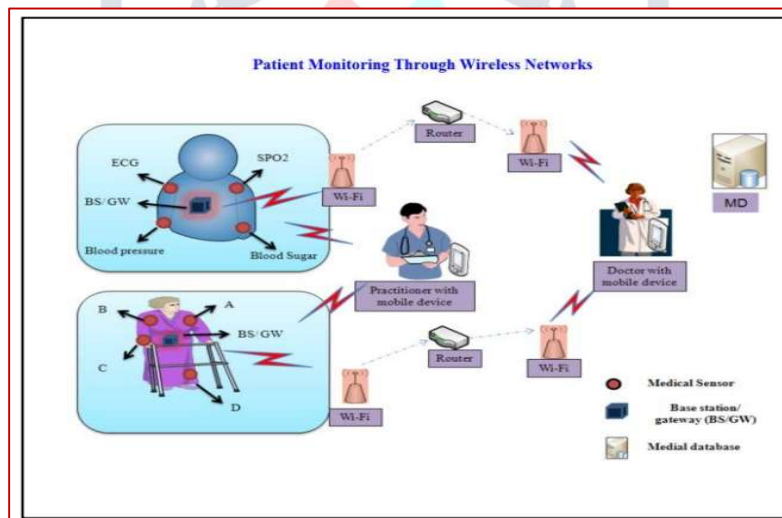 Patient Monitoring Through Wireless Networks
Router
Wi-Fi
ECG
SPO2
Wi-Fi
BS/GW
MD
Blood pressure
Blood Sugar
Practitioner with
mobile device
Doctor with
mobile device
B
A
BS/GW
C
D
Router
Wi-Fi
Wi-Fi
Medical Sensor
Base station/
gateway (BS/GW)
Medial database